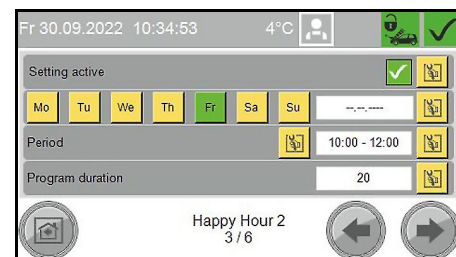 Fr 30.09.2022 10:34:53 4°C
Setting active
Mo Tu We Th Fr Sa Su --.--.----
Period 10:00 - 12:00
Program duration 20
Happy Hour 2
3 / 6